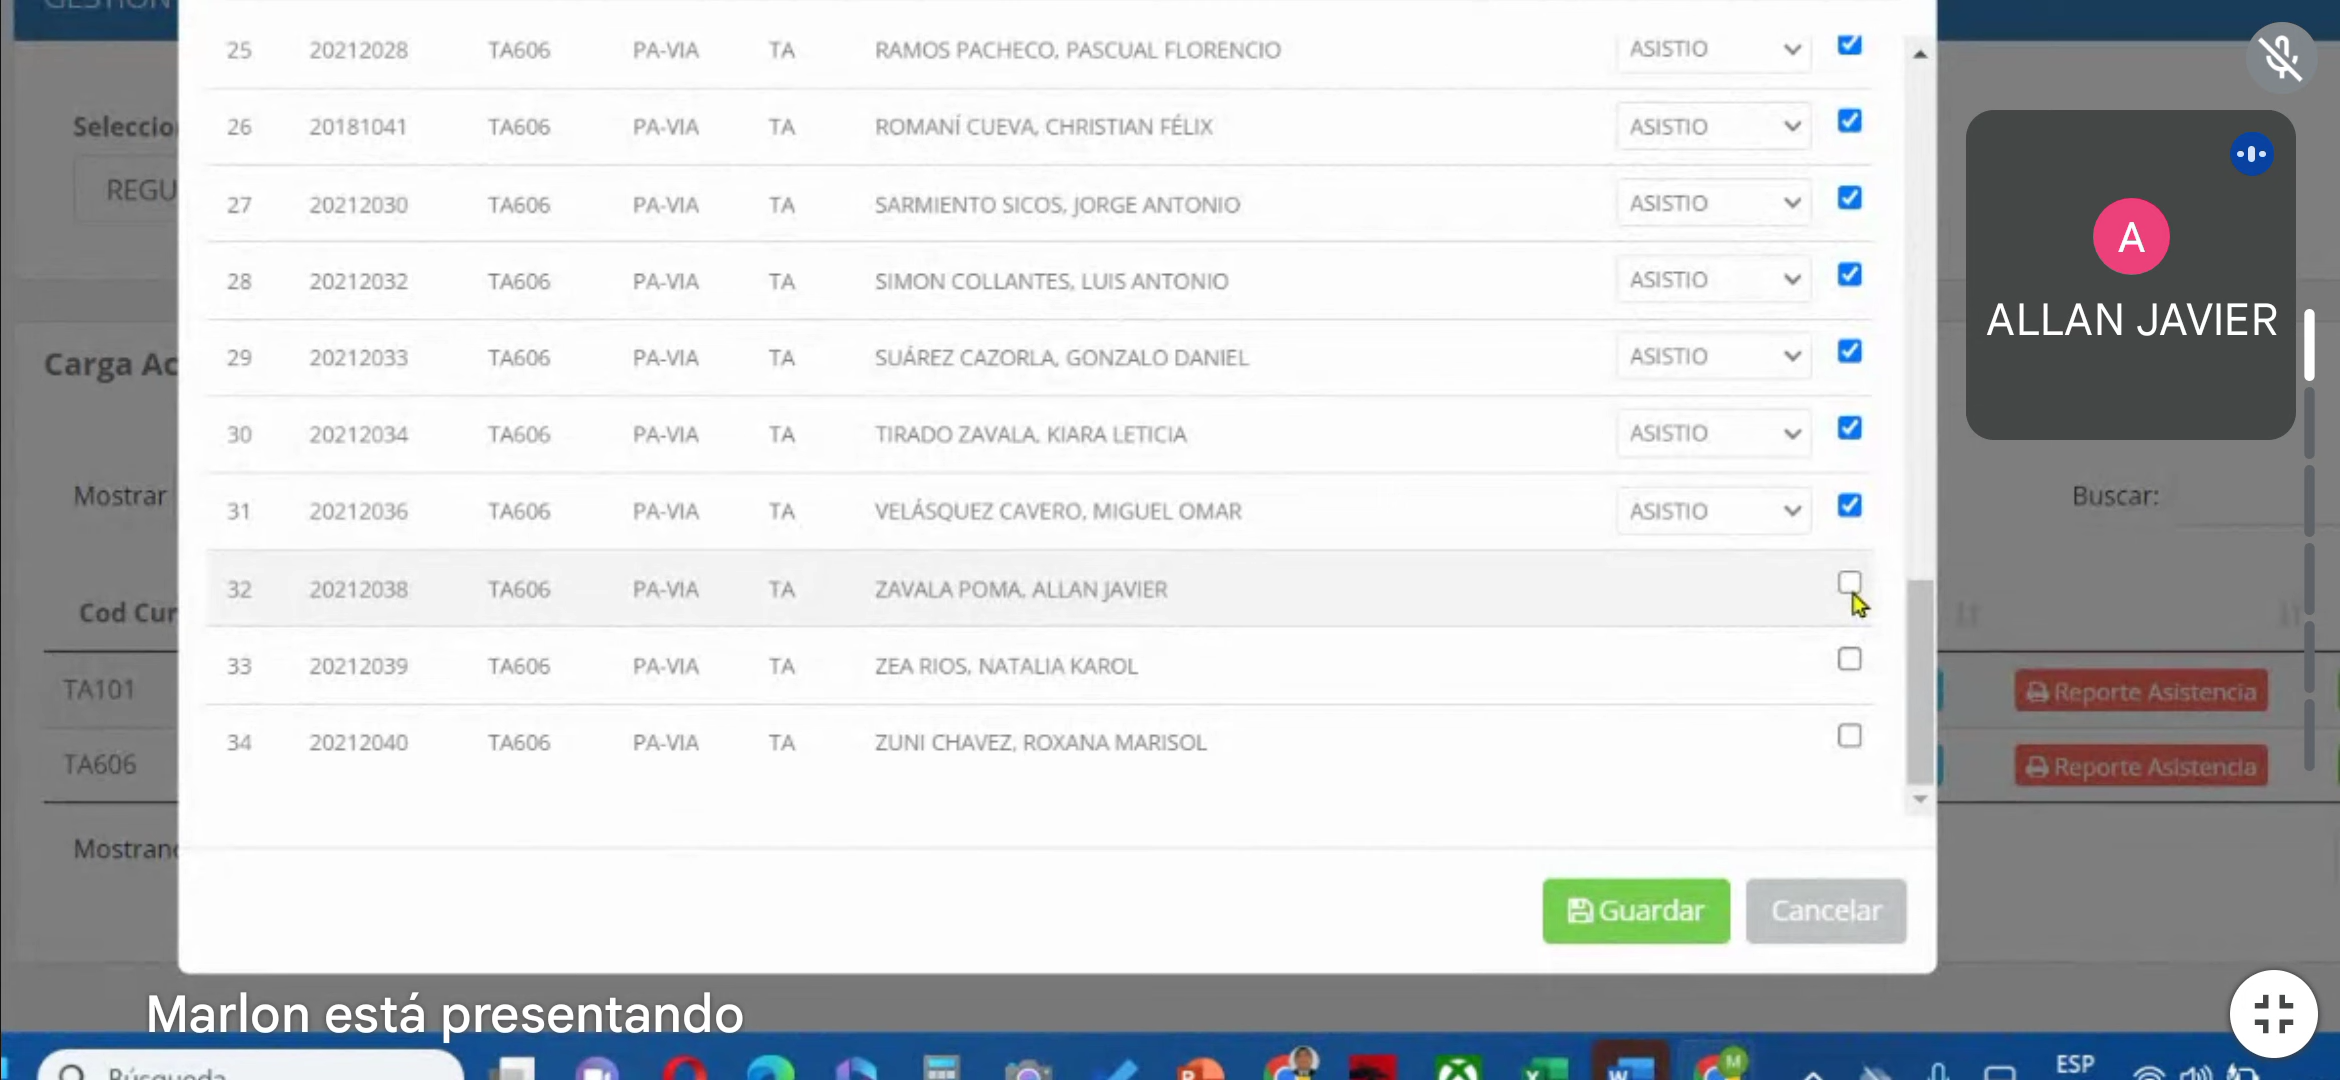 GESTION
25 20212028 TA606 PA-VIA TA RAMOS PACHECO, PASCUAL FLORENCIO ASISTIO
Seleccio 26 20181041 TA606 PA-VIA TA ROMANÍ CUEVA, CHRISTIAN FÉLIX ASISTIO
REGU 27 20212030 TA606 PA-VIA TA SARMIENTO SICOS, JORGE ANTONIO ASISTIO
A
28 20212032 TA606 PA-VIA TA SIMON COLLANTES, LUIS ANTONIO ASISTIO
ALLAN JAVIER
Carga Ac 29 20212033 TA606 PA-VIA TA SUÁREZ CAZORLA, GONZALO DANIEL ASISTIO
30 20212034 TA606 PA-VIA TA TIRADO ZAVALA, KIARA LETICIA ASISTIO
Mostrar 31 20212036 TA606 PA-VIA TA VELÁSQUEZ CAVERO, MIGUEL OMAR ASISTIO Buscar:
Cod Cur 32 20212038 TA606 PA-VIA TA ZAVALA POMA, ALLAN JAVIER
TA101 33 20212039 TA606 PA-VIA TA ZEA RIOS, NATALIA KAROL Reporte Asistencia
TA606 34 20212040 TA606 PA-VIA TA ZUNI CHAVEZ, ROXANA MARISOL Reporte Asistencia
Mostrand
Guardar Cancelar
Marlon está presentando
Búsqueda ESP